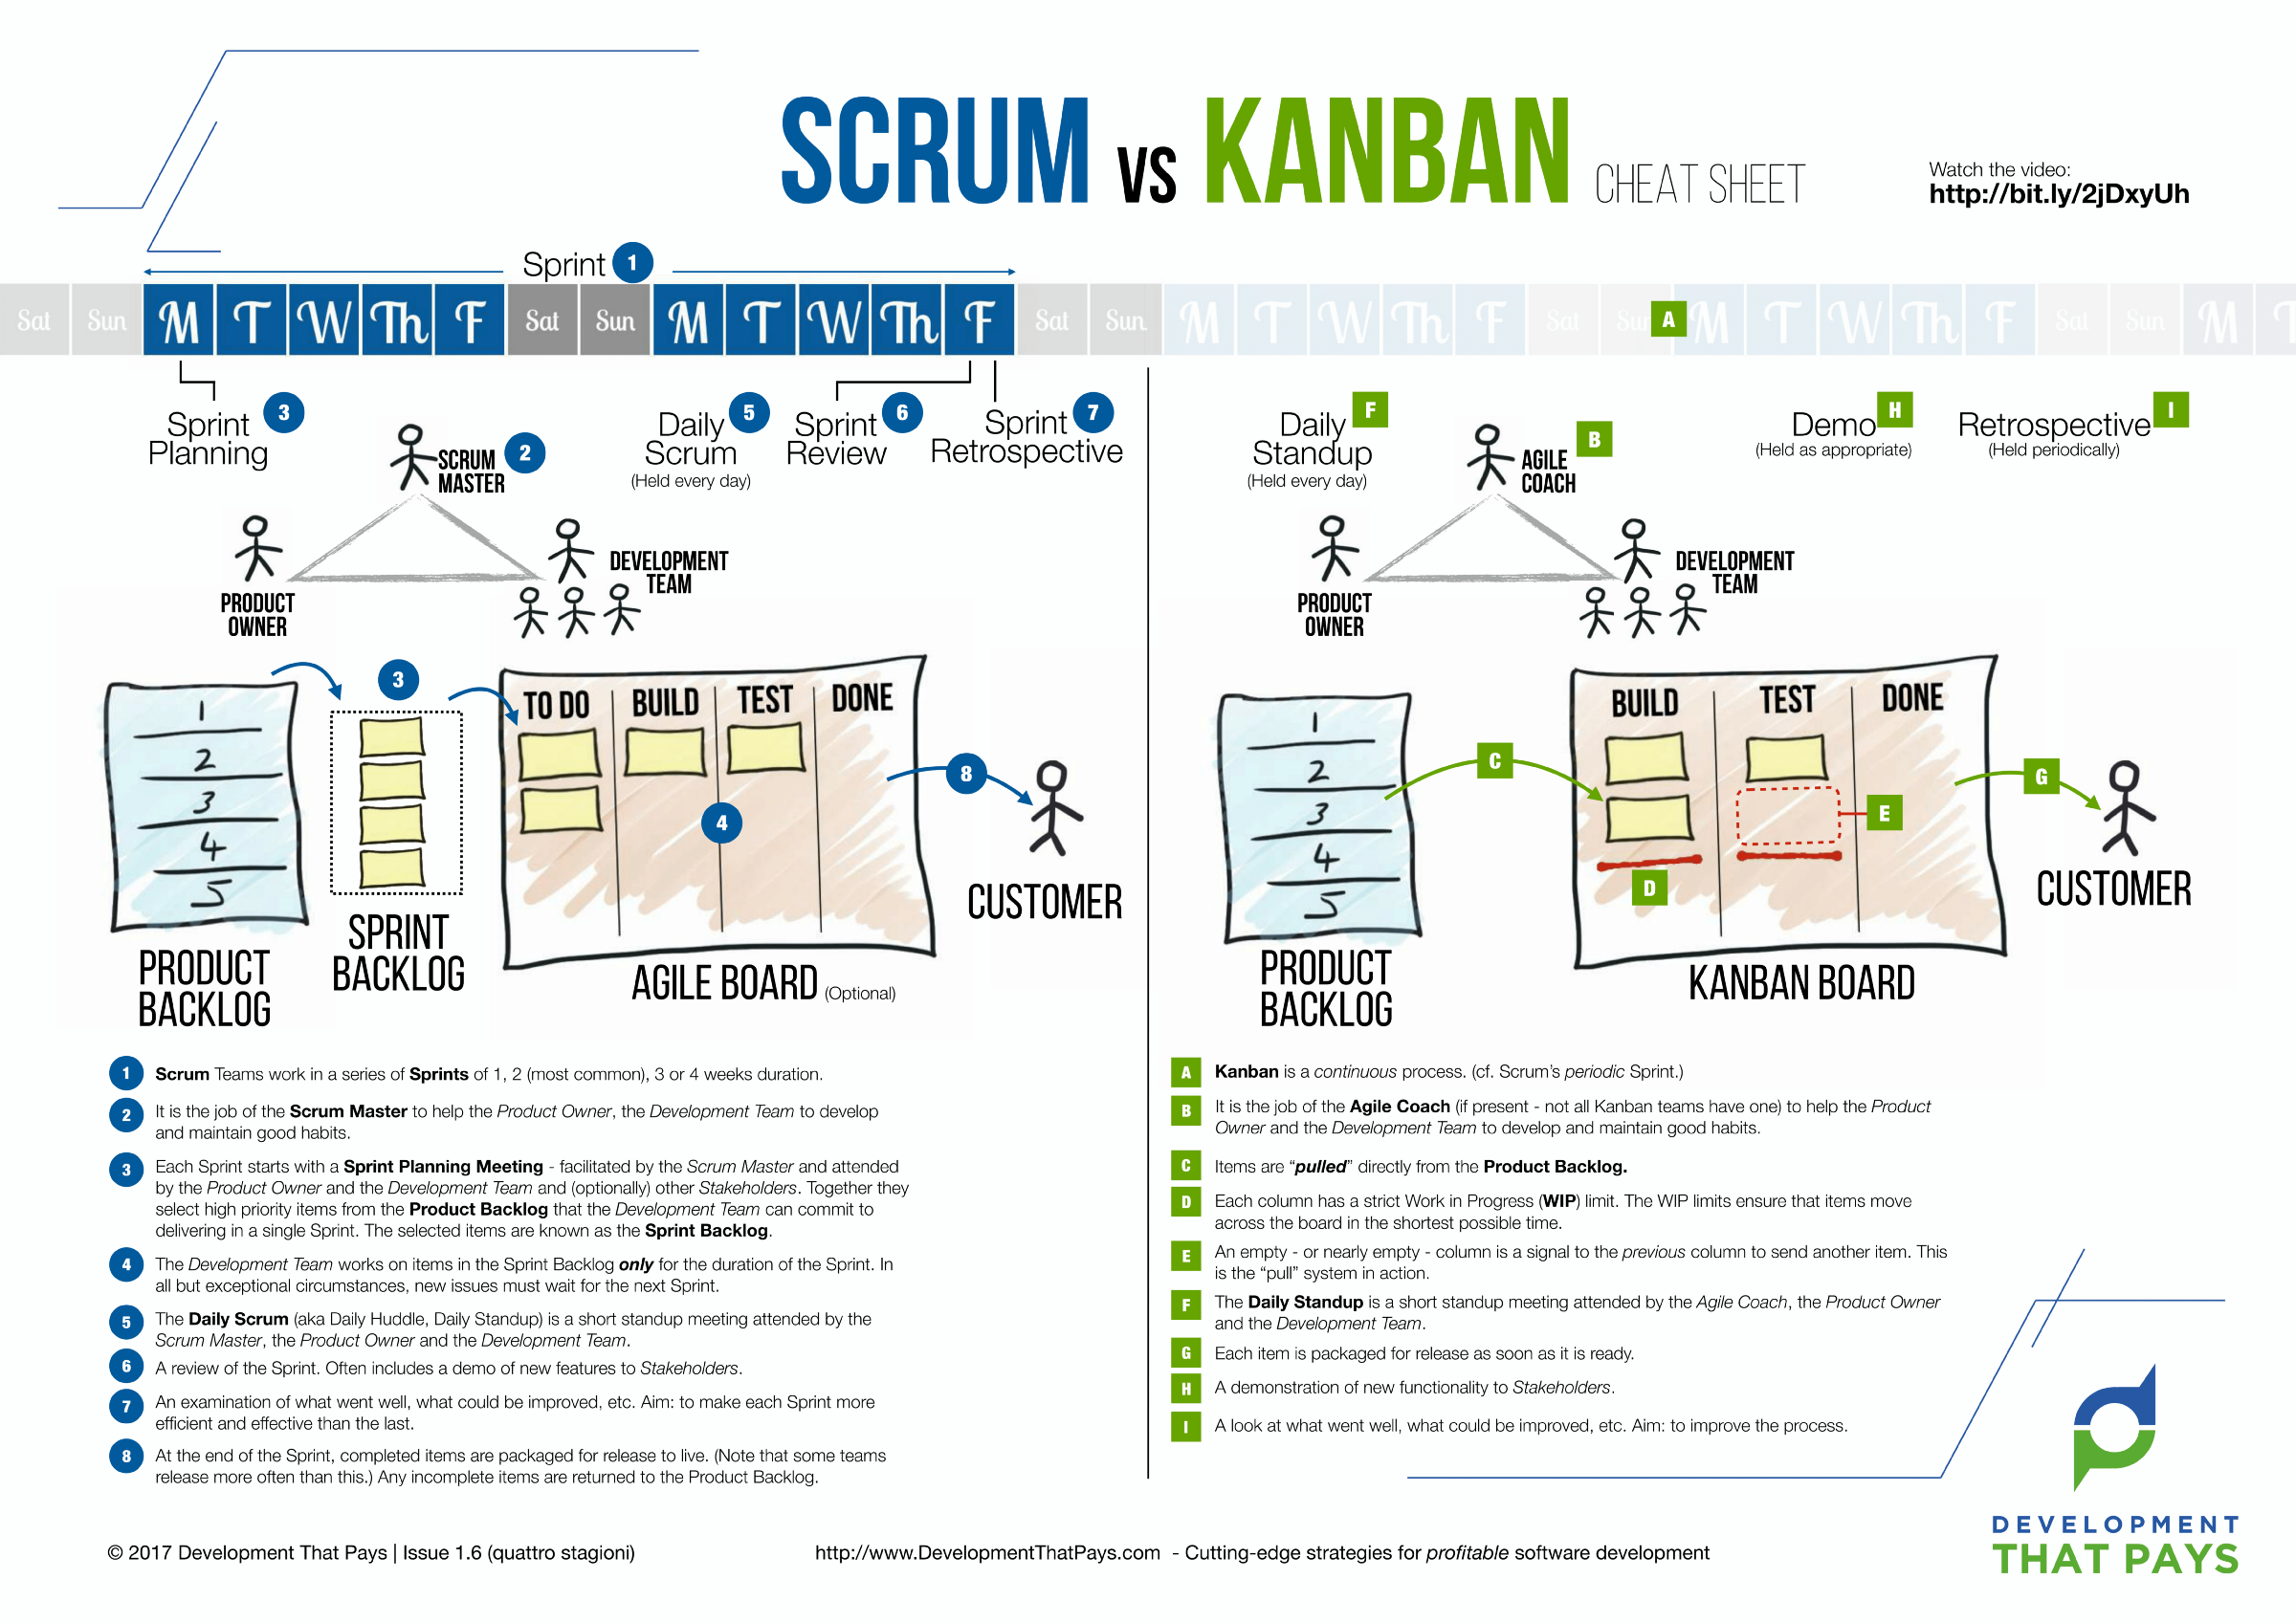 SCRUM vs KANBAN CHEAT SHEET
Watch the video:
http://bit.ly/2jDxyUh
Sprint 1
Sat Sun M T W Th F Sat Sun M T W Th F Sat Sun M T W Th F Sat Sun A M T W Th F Sat Sun M T
Sprint 3
Planning
SCRUM 2
MASTER
Daily 5
Scrum
(Held every day)
Sprint 6
Review
Sprint 7
Retrospective
PRODUCT
OWNER
DEVELOPMENT
TEAM
1
2
3
4
5
PRODUCT
BACKLOG
3
SPRINT
BACKLOG
TO DO BUILD TEST DONE
4
AGILE BOARD (Optional)
8
CUSTOMER
Daily F
Standup
(Held every day)
AGILE B
COACH
Demo H
(Held as appropriate)
Retrospective I
(Held periodically)
PRODUCT
OWNER
DEVELOPMENT
TEAM
1
2
3
4
5
PRODUCT
BACKLOG
C
BUILD TEST DONE
E
D
KANBAN BOARD
G
CUSTOMER
1 Scrum Teams work in a series of Sprints of 1, 2 (most common), 3 or 4 weeks duration.
2 It is the job of the Scrum Master to help the Product Owner, the Development Team to develop
and maintain good habits.
3 Each Sprint starts with a Sprint Planning Meeting - facilitated by the Scrum Master and attended
by the Product Owner and the Development Team and (optionally) other Stakeholders. Together they
select high priority items from the Product Backlog that the Development Team can commit to
delivering in a single Sprint. The selected items are known as the Sprint Backlog.
4 The Development Team works on items in the Sprint Backlog only for the duration of the Sprint. In
all but exceptional circumstances, new issues must wait for the next Sprint.
5 The Daily Scrum (aka Daily Huddle, Daily Standup) is a short standup meeting attended by the
Scrum Master, the Product Owner and the Development Team.
6 A review of the Sprint. Often includes a demo of new features to Stakeholders.
7 An examination of what went well, what could be improved, etc. Aim: to make each Sprint more
efficient and effective than the last.
8 At the end of the Sprint, completed items are packaged for release to live. (Note that some teams
release more often than this.) Any incomplete items are returned to the Product Backlog.
A Kanban is a continuous process. (cf. Scrum's periodic Sprint.)
B It is the job of the Agile Coach (if present - not all Kanban teams have one) to help the Product
Owner and the Development Team to develop and maintain good habits.
C Items are “pulled” directly from the Product Backlog.
D Each column has a strict Work in Progress (WIP) limit. The WIP limits ensure that items move
across the board in the shortest possible time.
E An empty - or nearly empty - column is a signal to the previous column to send another item. This
is the “pull” system in action.
F The Daily Standup is a short standup meeting attended by the Agile Coach, the Product Owner
and the Development Team.
G Each item is packaged for release as soon as it is ready.
H A demonstration of new functionality to Stakeholders.
I A look at what went well, what could be improved, etc. Aim: to improve the process.
© 2017 Development That Pays | Issue 1.6 (quattro stagioni)
http://www.DevelopmentThatPays.com - Cutting-edge strategies for profitable software development
DEVELOPMENT
THAT PAYS